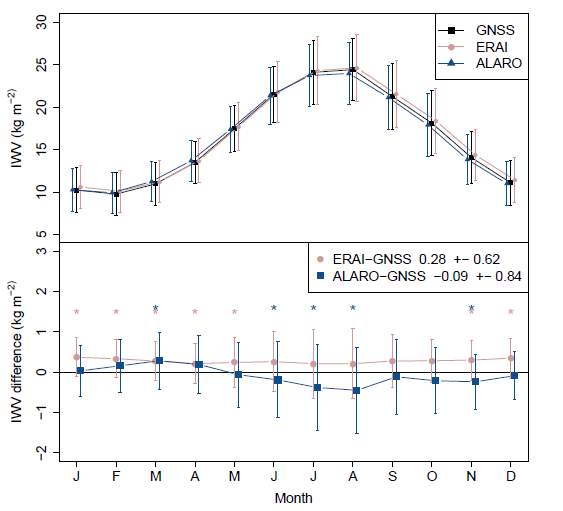 30
25
20
15
10
5
IWV (kg m−2)
GNSS
ERAI
ALARO
3
2
1
0
−1
−2
IWV difference (kg m−2)
ERAI−GNSS 0.28 +− 0.62
ALARO−GNSS −0.09 +− 0.84
* * * * * * * * * *
J F M A M J J A S O N D
Month